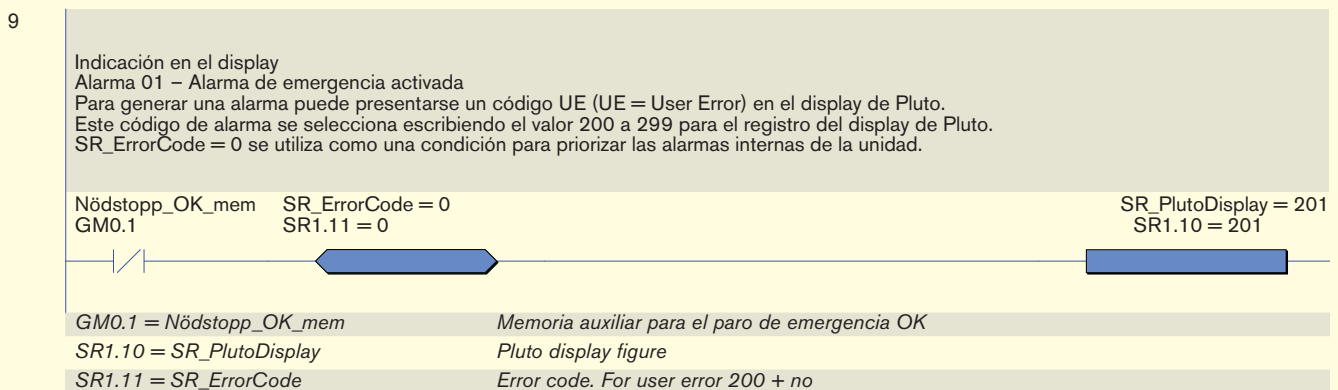 9
Indicación en el display
Alarma 01 – Alarma de emergencia activada
Para generar una alarma puede presentarse un código UE (UE = User Error) en el display de Pluto.
Este código de alarma se selecciona escribiendo el valor 200 a 299 para el registro del display de Pluto.
SR_ErrorCode = 0 se utiliza como una condición para priorizar las alarmas internas de la unidad.
Nödstopp_OK_mem SR_ErrorCode = 0 SR_PlutoDisplay = 201
GM0.1 SR1.11 = 0 SR1.10 = 201
GM0.1 = Nödstopp_OK_mem Memoria auxiliar para el paro de emergencia OK
SR1.10 = SR_PlutoDisplay Pluto display figure
SR1.11 = SR_ErrorCode Error code. For user error 200 + no